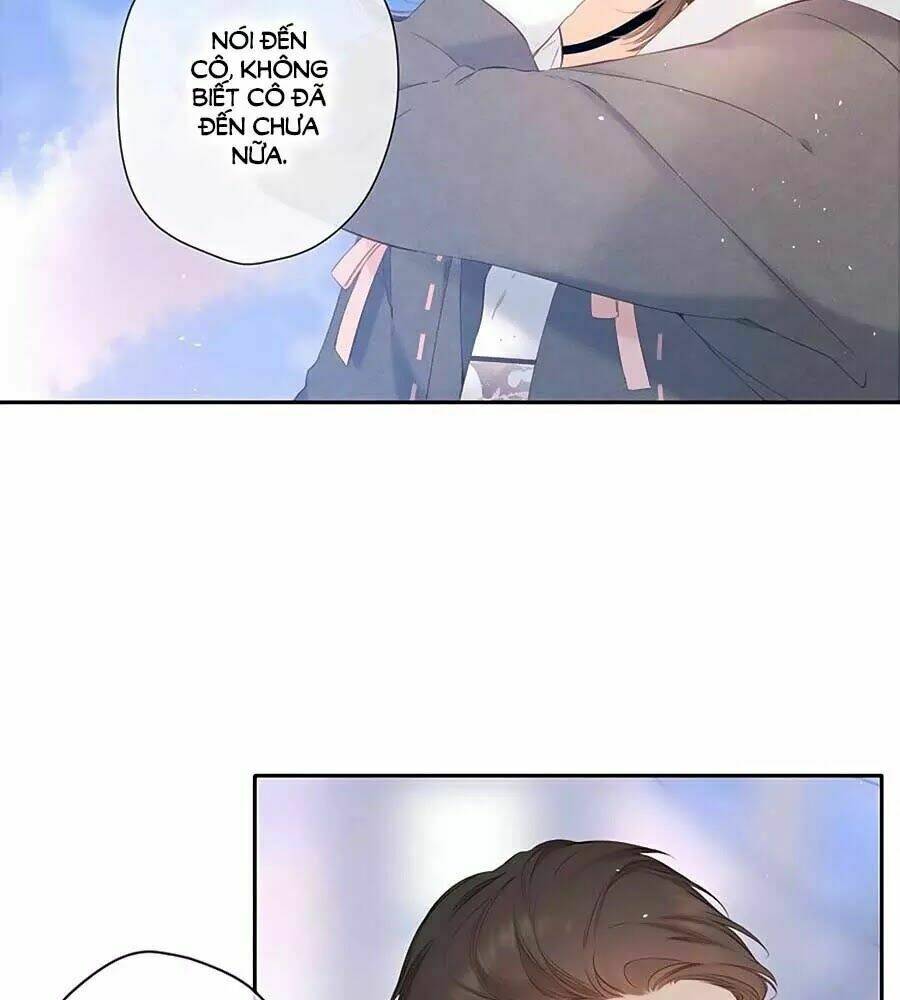 NÓI ĐẾN
CÔ, KHÔNG
BIẾT CÔ ĐÃ
ĐẾN CHƯA
NỮA.